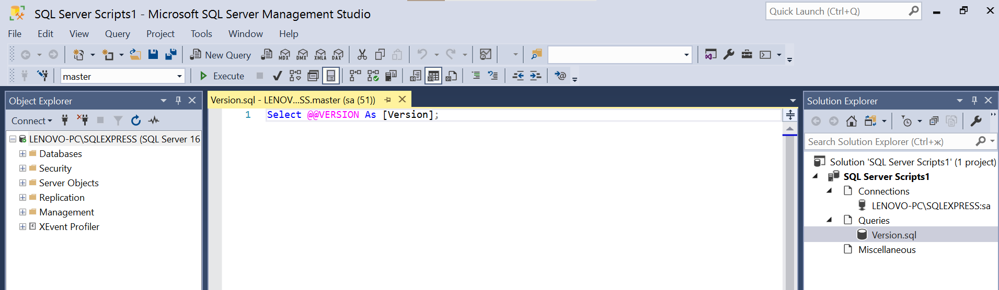 SQL Server Scripts1 - Microsoft SQL Server Management Studio
Quick Launch (Ctrl+Q)
File Edit View Query Project Tools Window Help
New Query MDX DMX XMLA DAX
master Execute
Object Explorer
Version.sql - LENOV...SS.master (sa (51))
Solution Explorer
1 Select @@VERSION As [Version];
Connect
Search Solution Explorer (Ctrl+ж)
LENOVO-PC\SQLEXPRESS (SQL Server 16
Databases
Security
Server Objects
Replication
Management
XEvent Profiler
Solution 'SQL Server Scripts1' (1 project)
SQL Server Scripts1
Connections
LENOVO-PC\SQLEXPRESS:sa
Queries
Version.sql
Miscellaneous